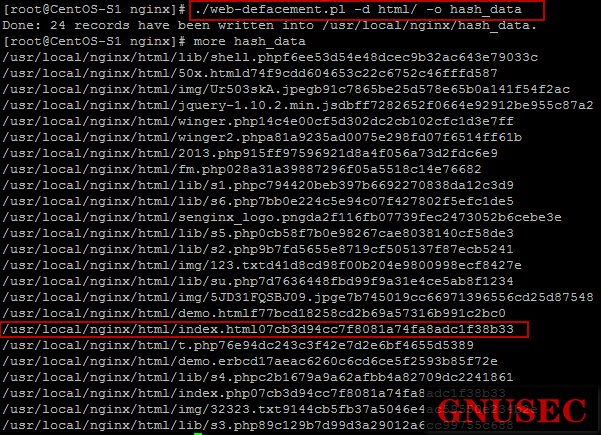 [root@CentOS-S1 nginx]# ./web-defacement.pl -d html/ -o hash_data
Done: 24 records have been written into /usr/local/nginx/hash_data.
[root@CentOS-S1 nginx]# more hash_data
/usr/local/nginx/html/lib/shell.phpf6ee53d54e48dcec9b32ac643e79033c
/usr/local/nginx/html/50x.htmld74f9cdd604653c22c6752c46fffd587
/usr/local/nginx/html/img/Ur503skA.jpegb91c7865be25d578e65b0a141f54f2ac
/usr/local/nginx/html/jquery-1.10.2.min.jsdbff7282652f0664e92912be955c87a2
/usr/local/nginx/html/winger.php14c4e00cf5d302dc2cb102cfc1d3e7ff
/usr/local/nginx/html/winger2.phpa81a9235ad0075e298fd07f6514ff61b
/usr/local/nginx/html/2013.php915ff97596921d8a4f056a73d2fdc6e9
/usr/local/nginx/html/fm.php028a31a39887296f05a5518c14e76682
/usr/local/nginx/html/lib/s1.phpc794420beb397b6692270838da12c3d9
/usr/local/nginx/html/lib/s6.php7bb0e224c5e94c07f427802f5efc1de5
/usr/local/nginx/html/senginx_logo.pngda2f116fb07739fec2473052b6cebe3e
/usr/local/nginx/html/lib/s5.php0cb58f7b0e98267cae8038140cf58de3
/usr/local/nginx/html/lib/s2.php9b7fd5655e8719cf505137f87ecb5241
/usr/local/nginx/html/img/123.txtd41d8cd98f00b204e9800998ecf8427e
/usr/local/nginx/html/lib/su.php7d7636448fbd99f9a31e4ce5ab8f1234
/usr/local/nginx/html/img/5JD31FQSBJ09.jpge7b745019cc66971396556cd25d87548
/usr/local/nginx/html/demo.htmlf77bcd18258cd2b69a57316b991c2bc0
/usr/local/nginx/html/index.html07cb3d94cc7f8081a74fa8adc1f38b33
/usr/local/nginx/html/t.php76e94dc243c3f42e7d2e6bf4655d5389
/usr/local/nginx/html/demo.erbcd17aeac6260c6cd6ce5f2593b85f72e
/usr/local/nginx/html/lib/s4.phpc2b1679a9a62afbb4a82709dc2241861
/usr/local/nginx/html/index.php07cb3d94cc7f8081a74fa8adc1f38b33
/usr/local/nginx/html/img/32323.txt9144cb5fb37a5046e4
/usr/local/nginx/html/lib/s3.php89c129b7d99d3a29012a6cc99755c688
GNUSEC